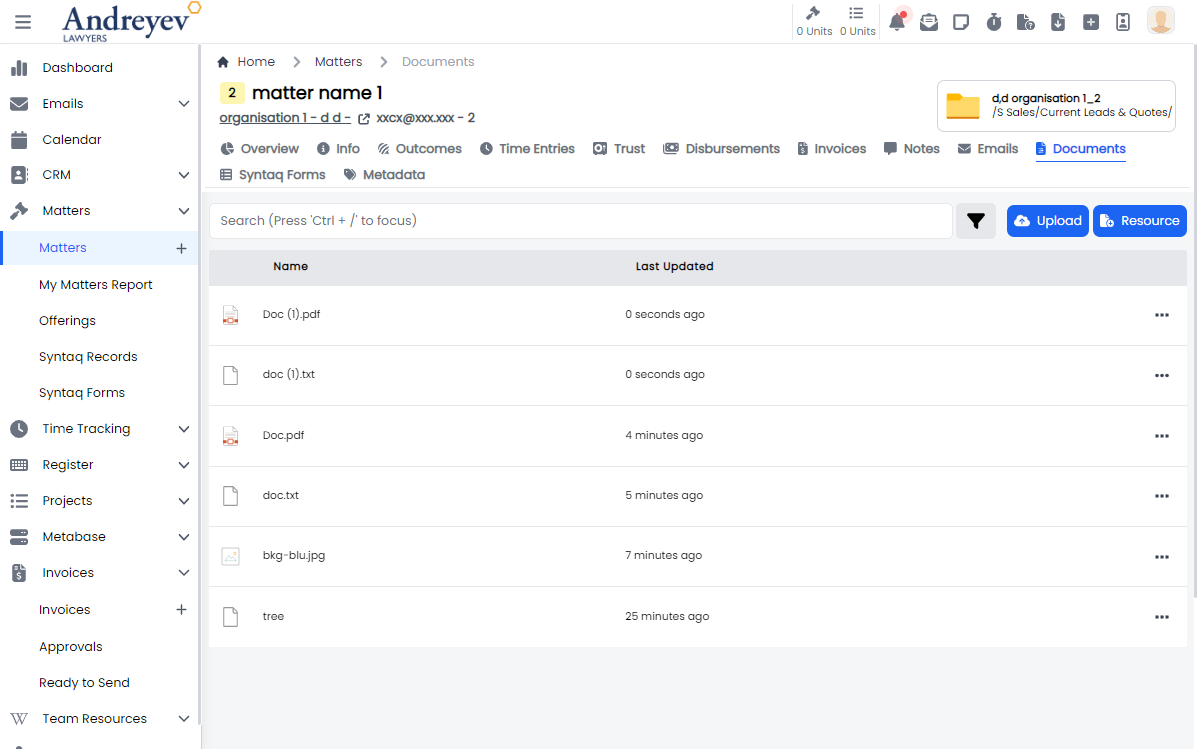 Andreyev
LAWYERS
0 Units 0 Units
Dashboard
Emails
Calendar
CRM
Matters
Matters
My Matters Report
Offerings
Syntaq Records
Syntaq Forms
Time Tracking
Register
Projects
Metabase
Invoices
Invoices
Approvals
Ready to Send
Team Resources
Home > Matters > Documents
2 matter name 1
organisation 1 - d d - xxcx@xxx.xxx - 2
d,d organisation 1_2
/S Sales/Current Leads & Quotes/
Overview Info Outcomes Time Entries Trust Disbursements Invoices Notes Emails Documents
Syntaq Forms Metadata
Search (Press 'Ctrl + /' to focus) Upload Resource
Name Last Updated
Doc (1).pdf 0 seconds ago
doc (1).txt 0 seconds ago
Doc.pdf 4 minutes ago
doc.txt 5 minutes ago
bkg-blu.jpg 7 minutes ago
tree 25 minutes ago